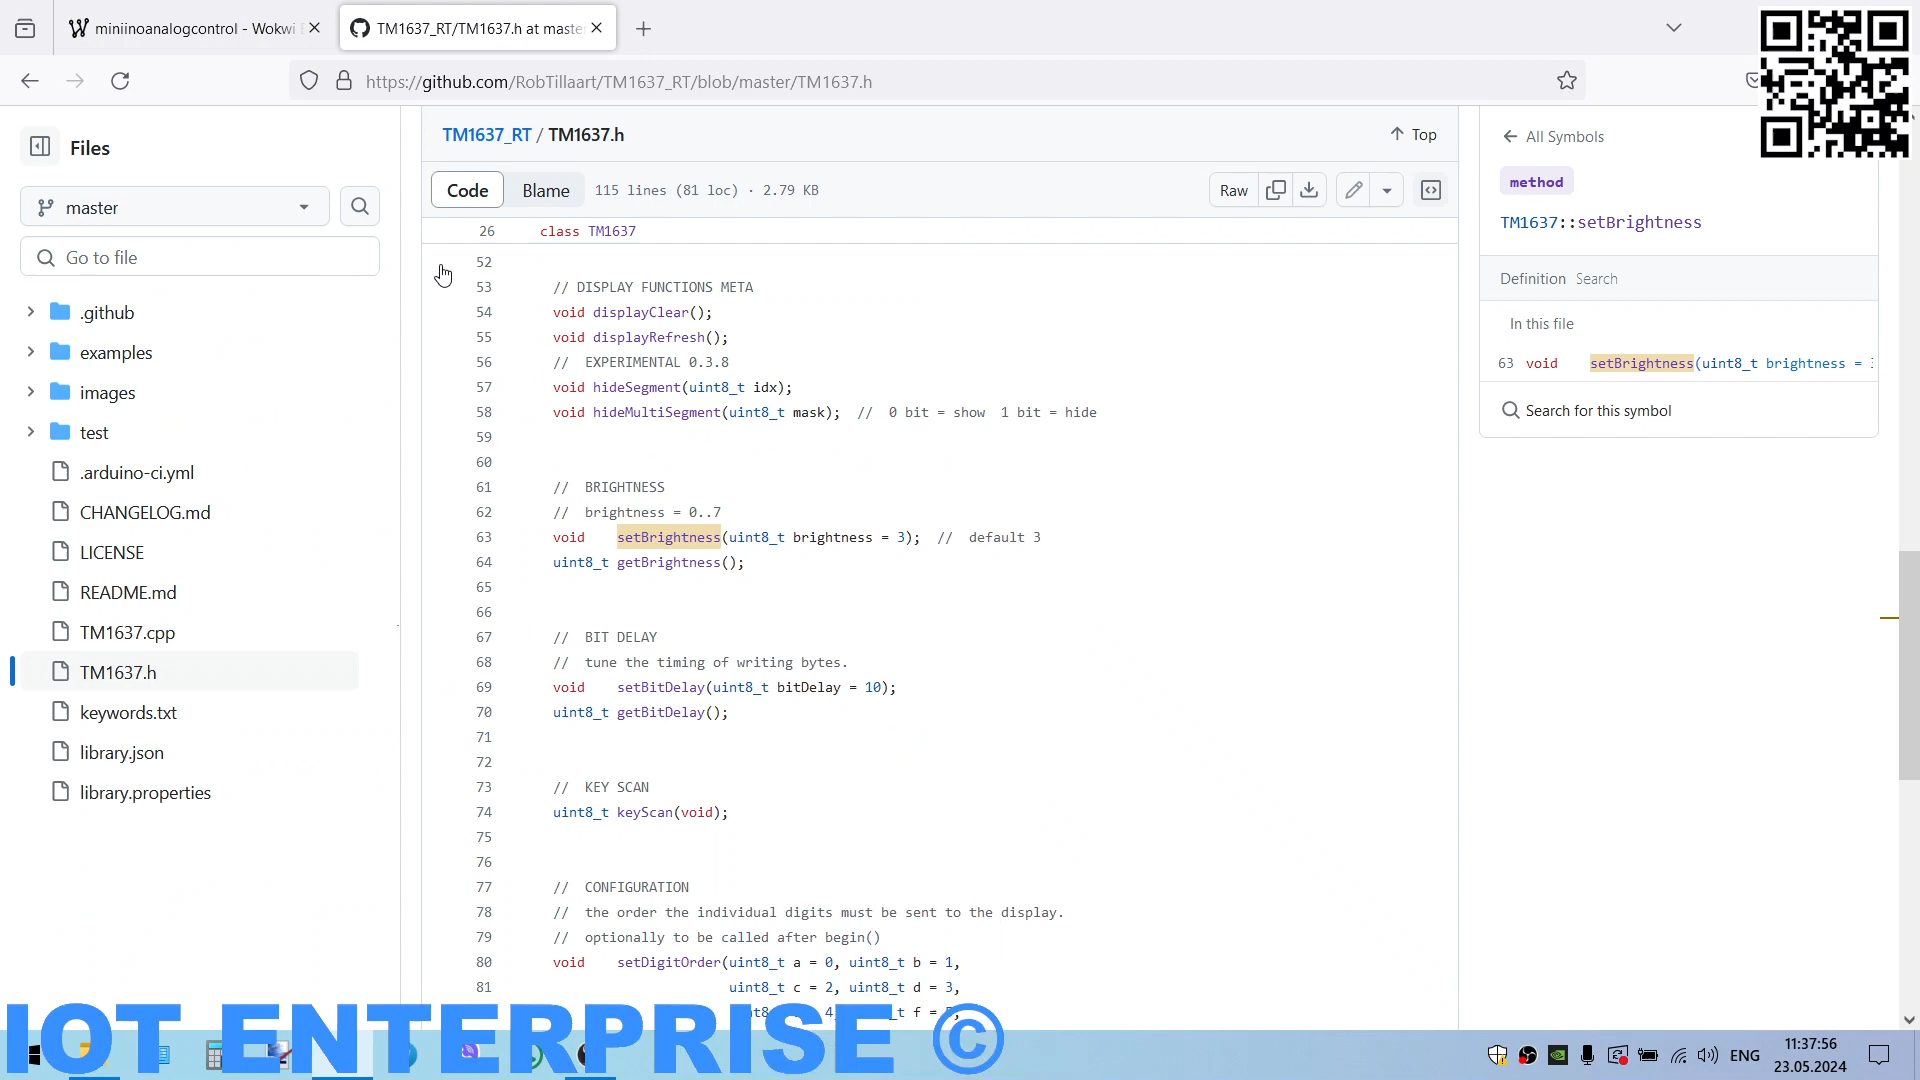 miniinoanalogcontrol - Wokwi
TM1637_RT/TM1637.h at maste
https://github.com/RobTillaart/TM1637_RT/blob/master/TM1637.h
Files
master
Go to file
.github
examples
images
test
.arduino-ci.yml
CHANGELOG.md
LICENSE
README.md
TM1637.cpp
TM1637.h
keywords.txt
library.json
library.properties
TM1637_RT / TM1637.h
Top
Code Blame 115 lines (81 loc) · 2.79 KB
Raw
26 class TM1637
52
53 // DISPLAY FUNCTIONS META
54 void displayClear();
55 void displayRefresh();
56 // EXPERIMENTAL 0.3.8
57 void hideSegment(uint8_t idx);
58 void hideMultiSegment(uint8_t mask); // 0 bit = show 1 bit = hide
59
60
61 // BRIGHTNESS
62 // brightness = 0..7
63 void setBrightness(uint8_t brightness = 3); // default 3
64 uint8_t getBrightness();
65
66
67 // BIT DELAY
68 // tune the timing of writing bytes.
69 void setBitDelay(uint8_t bitDelay = 10);
70 uint8_t getBitDelay();
71
72
73 // KEY SCAN
74 uint8_t keyScan(void);
75
76
77 // CONFIGURATION
78 // the order the individual digits must be sent to the display.
79 // optionally to be called after begin()
80 void setDigitOrder(uint8_t a = 0, uint8_t b = 1,
81 uint8_t c = 2, uint8_t d = 3,
All Symbols
method
TM1637::setBrightness
Definition Search
In this file
63 void setBrightness(uint8_t brightness =
Search for this symbol
IOT ENTERPRISE ©
ENG
11:37:56
23.05.2024